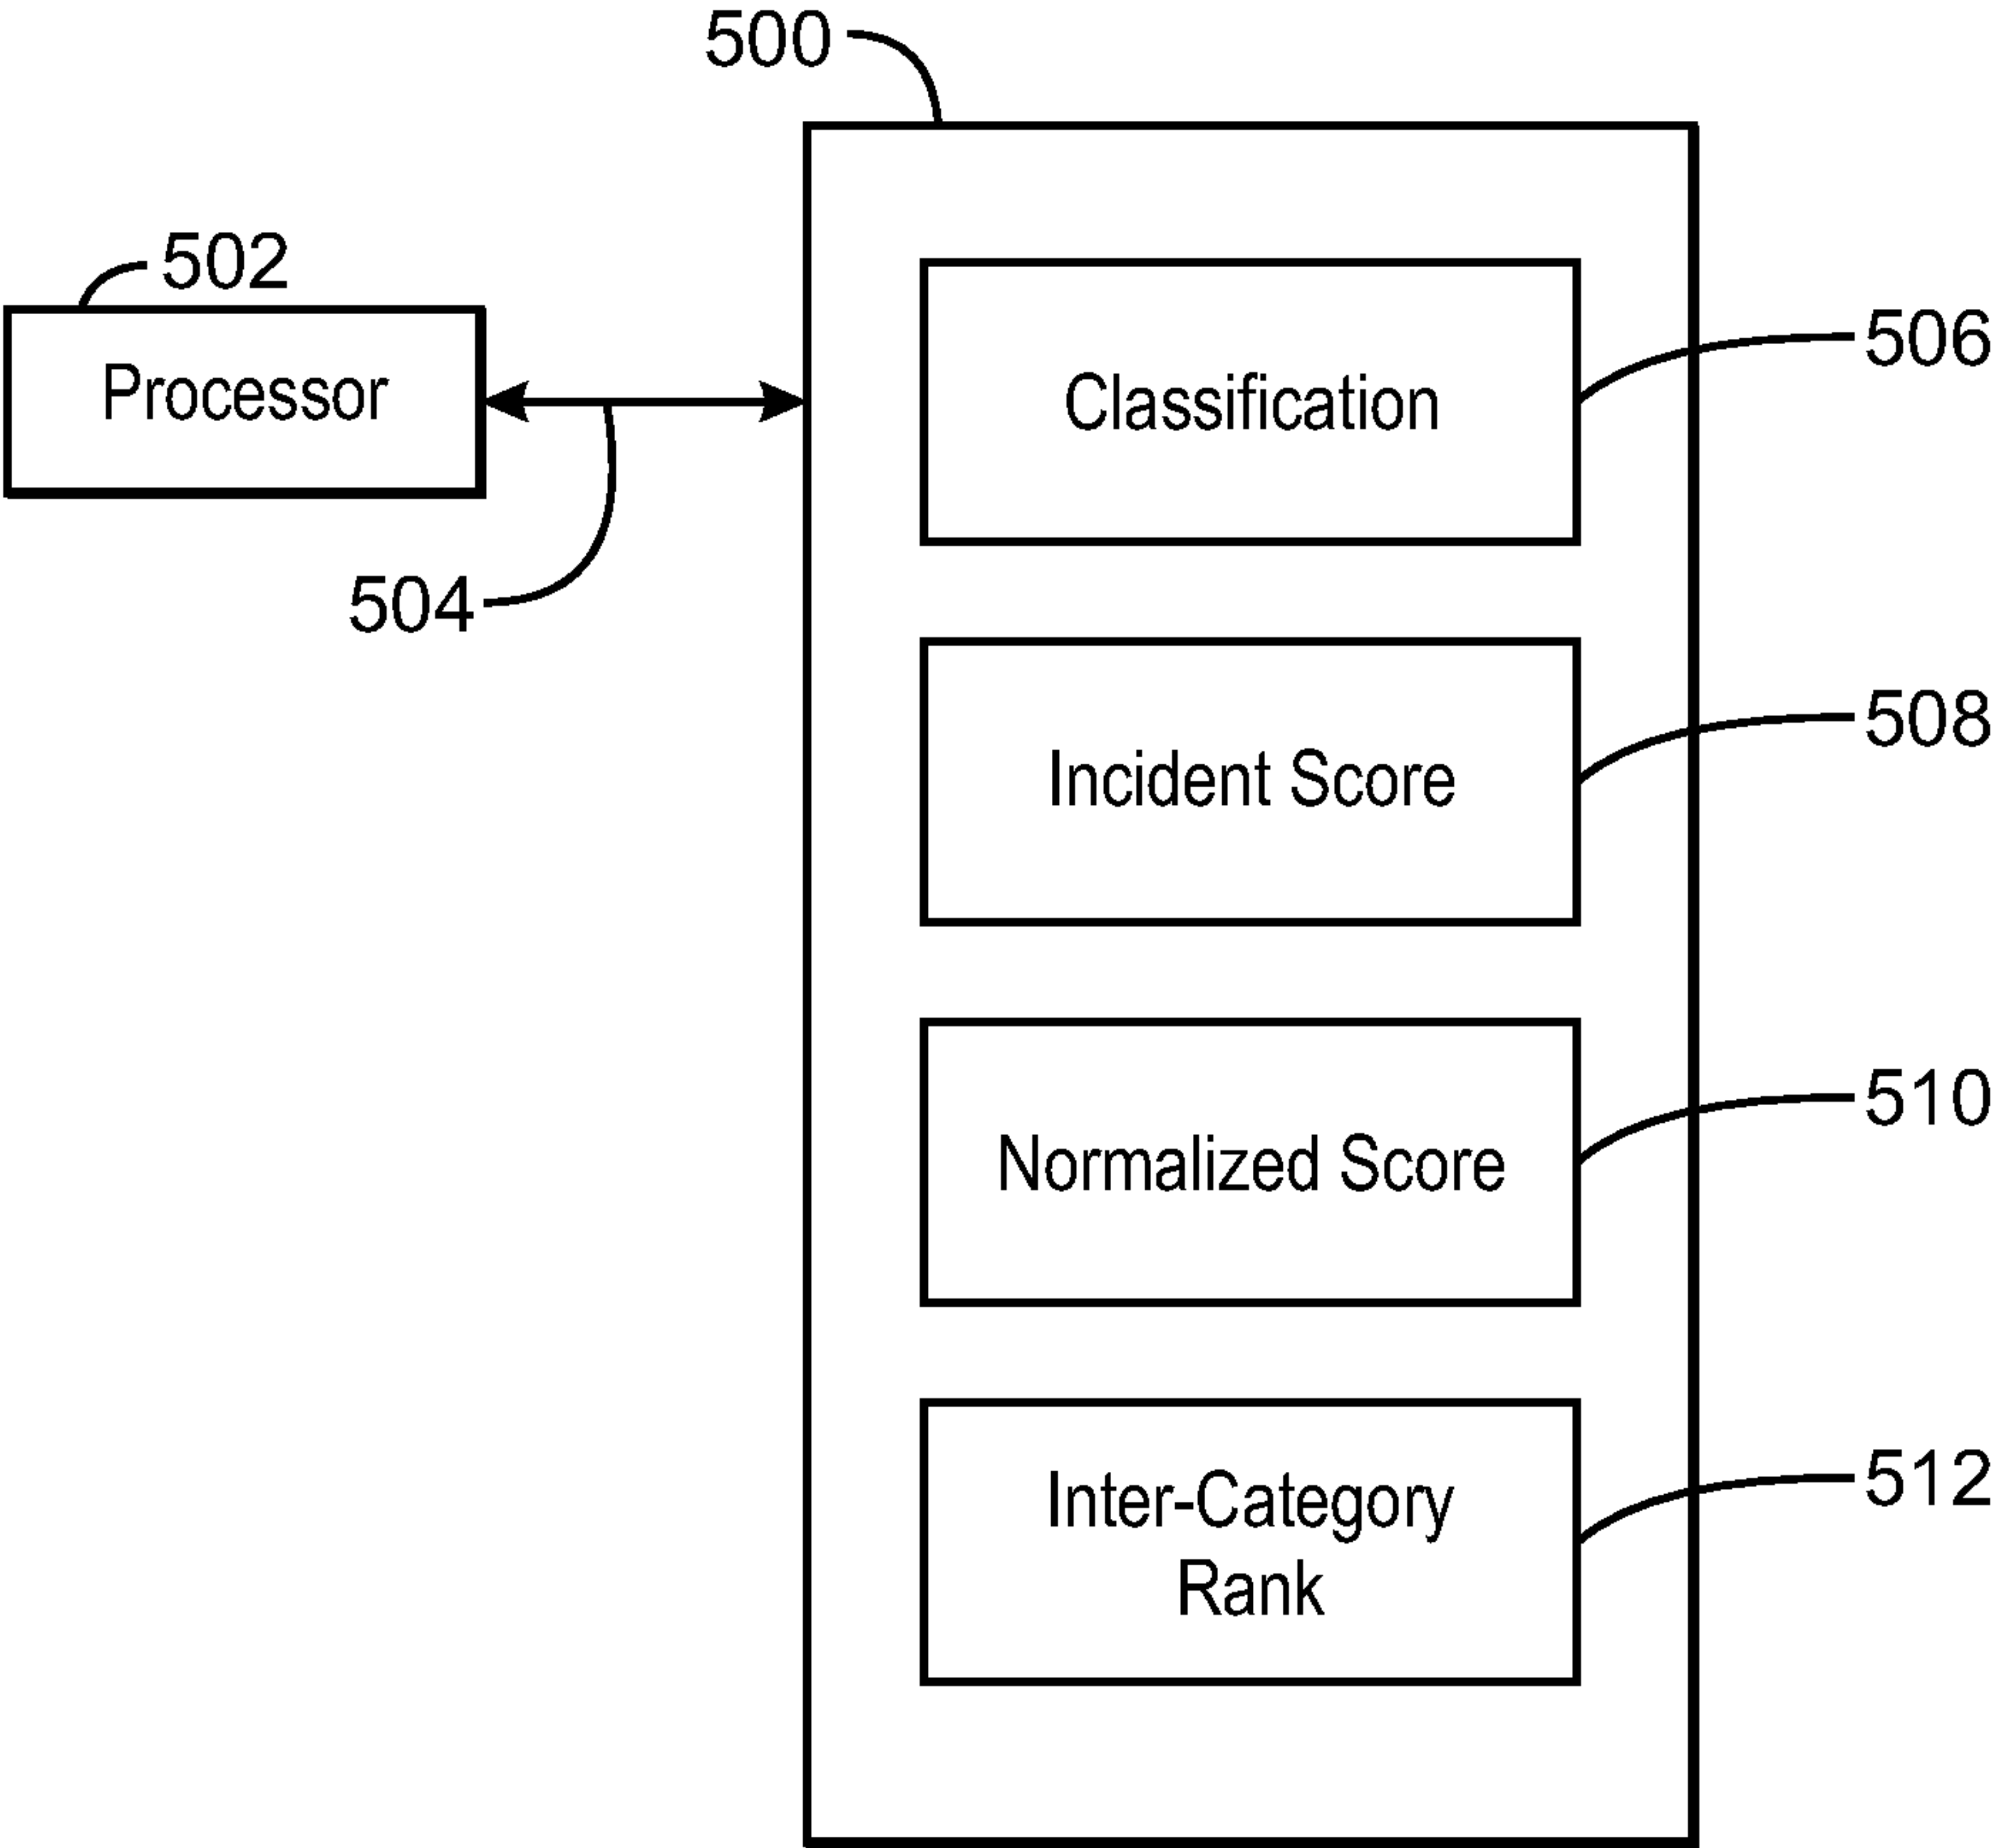 500
502
Processor
504
506
Classification
508
Incident Score
510
Normalized Score
512
Inter-Category
Rank